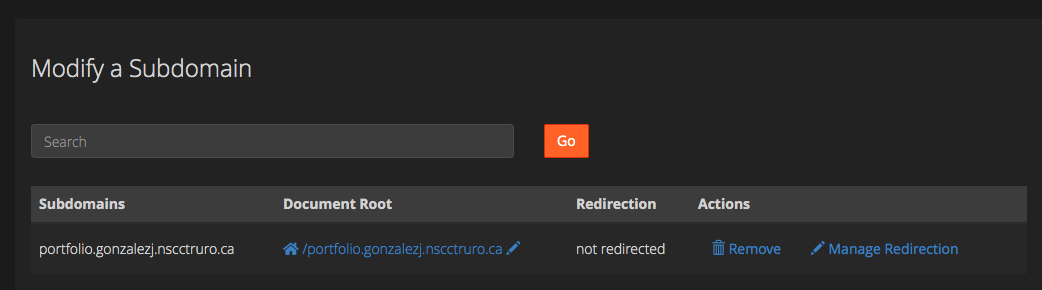 Modify a Subdomain
Search Go
Subdomains Document Root Redirection Actions
portfolio.gonzalezj.nscctruro.ca /portfolio.gonzalezj.nscctruro.ca not redirected Remove Manage Redirection